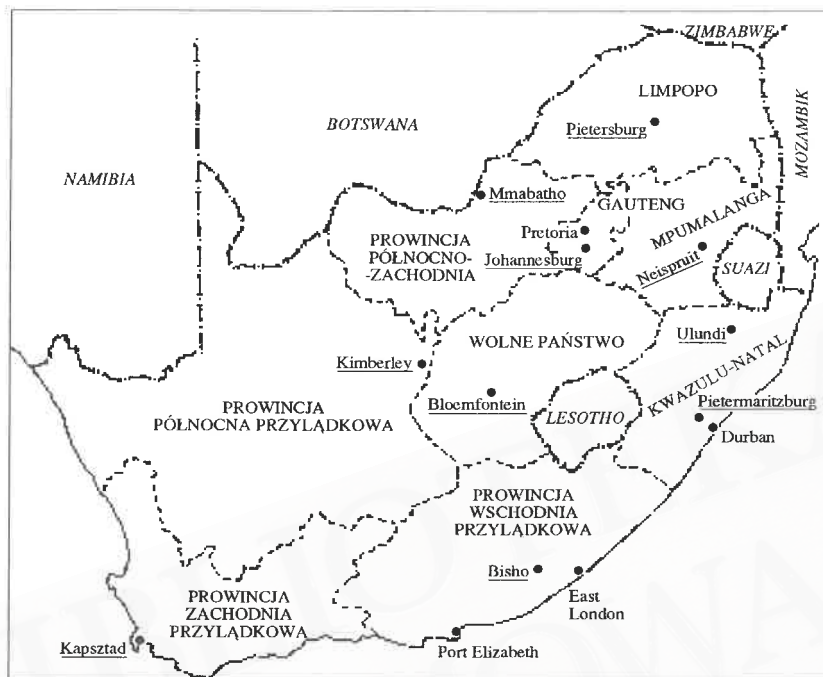 ZIMBABWE
LIMPOPO
BOTSWANA
Pietersburg
MOZAMBIK
NAMIBIA
Mmabatho
GAUTENG
Pretoria
MPUMALANGA
PROWINCJA
PÓŁNOCNO-
-ZACHODNIA
Johannesburg
Neispruit
SUAZI
WOLNE PAŃSTWO
Ulundi
Kimberley
KWAZULU-NATAL
Bloemfontein
LESOTHO
Pietermaritzburg
PROWINCJA
PÓŁNOCNA PRZYLĄDKOWA
Durban
PROWINCJA
WSCHODNIA
PRZYLĄDKOWA
Bisho
East
London
PROWINCJA
ZACHODNIA
PRZYLĄDKOWA
Kapsztad
Port Elizabeth